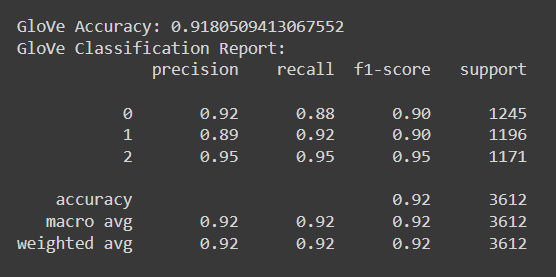 GloVe Accuracy: 0.9180509413067552
GloVe Classification Report:
precision recall f1-score support
0 0.92 0.88 0.90 1245
1 0.89 0.92 0.90 1196
2 0.95 0.95 0.95 1171
accuracy 0.92 3612
macro avg 0.92 0.92 0.92 3612
weighted avg 0.92 0.92 0.92 3612